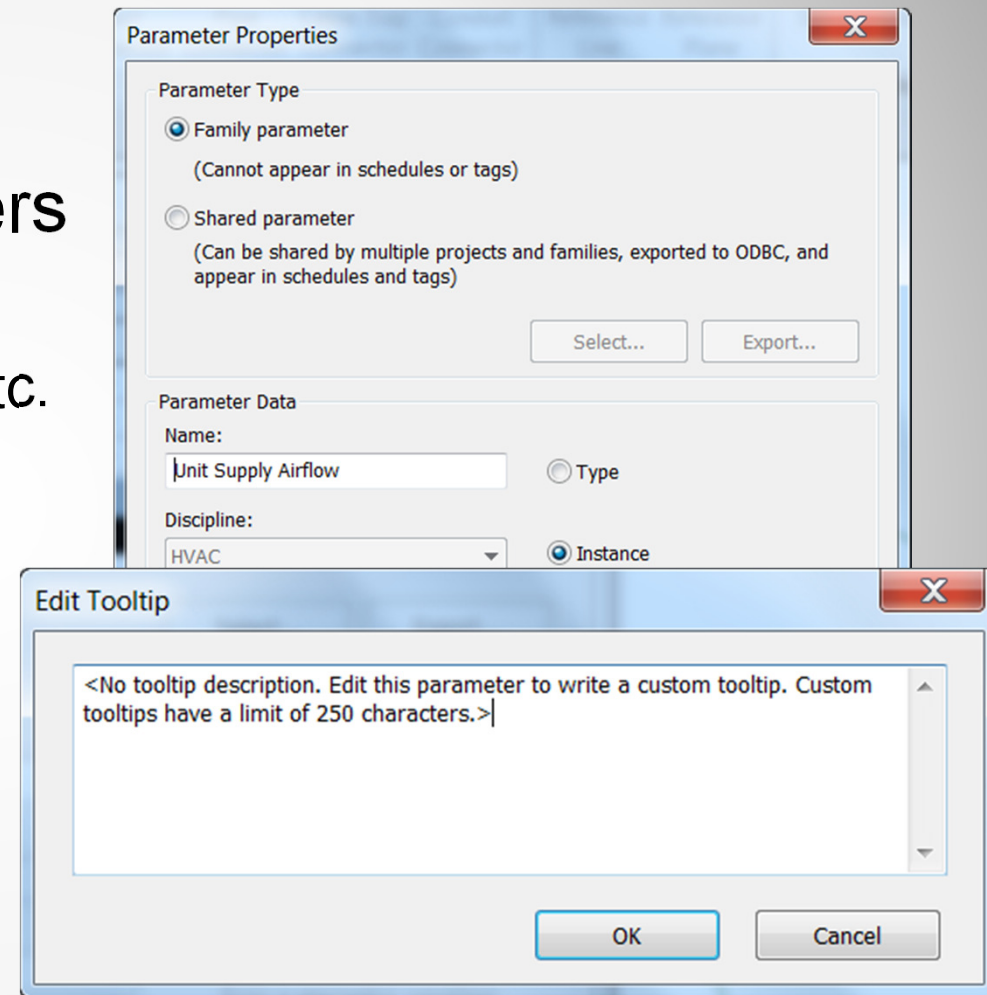 Parameter Properties
Parameter Type
Family parameter
(Cannot appear in schedules or tags)
ers
Shared parameter
(Can be shared by multiple projects and families, exported to ODBC, and
appear in schedules and tags)
Select...
Export...
tc.
Parameter Data
Name:
Unit Supply Airflow
Type
Discipline:
HVAC
Instance
Edit Tooltip
<No tooltip description. Edit this parameter to write a custom tooltip. Custom
tooltips have a limit of 250 characters.>
OK
Cancel